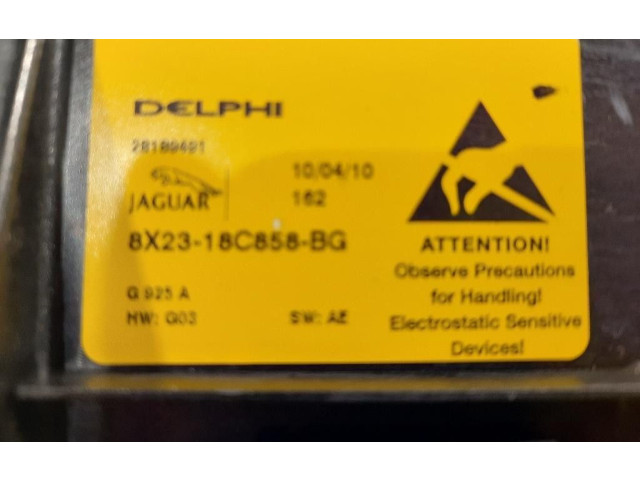 DELPHI
28189491
10/04/10
JAGUAR
162
8X23-18C858-BG
G 925 A
HW: G03
SW: AE
ATTENTION!
Observe Precautions
for Handling!
Electrostatic Sensitive
Devices!